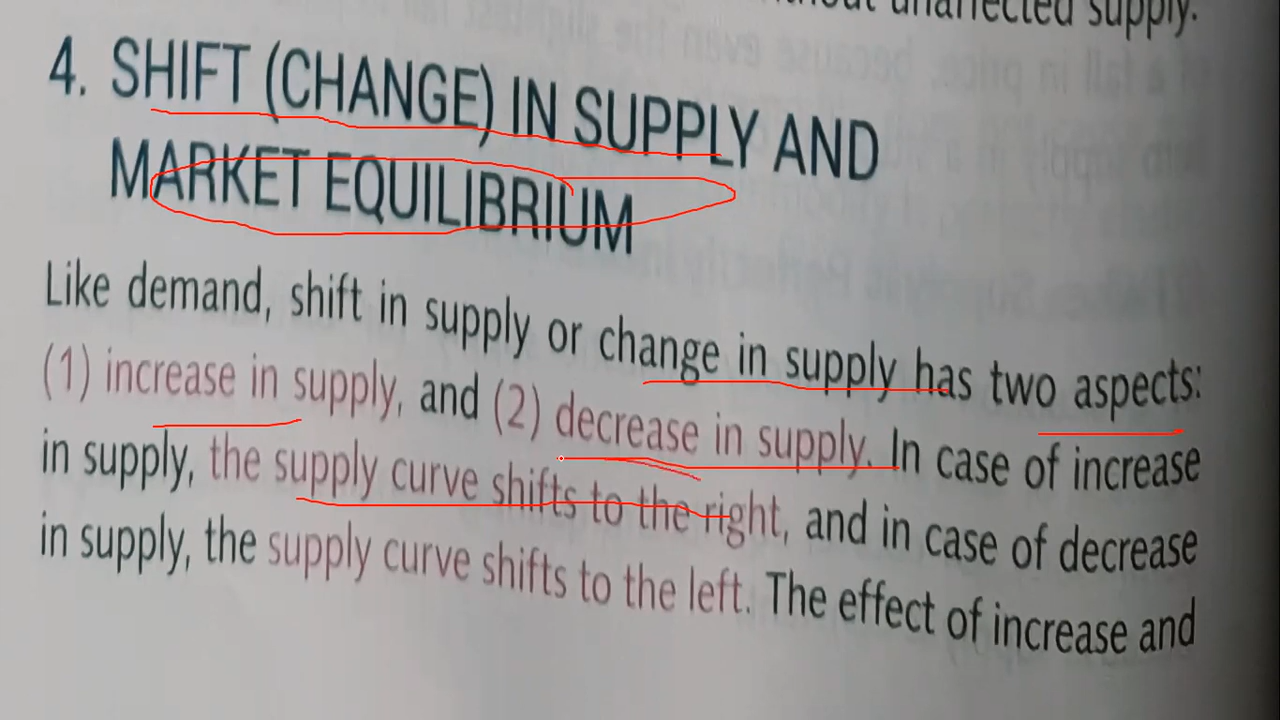 unaffected supply.
4. SHIFT (CHANGE) IN SUPPLY AND
MARKET EQUILIBRIUM
Like demand, shift in supply or change in supply has two aspects:
(1) increase in supply, and (2) decrease in supply. In case of increase
in supply, the supply curve shifts to the right, and in case of decrease
in supply, the supply curve shifts to the left. The effect of increase and